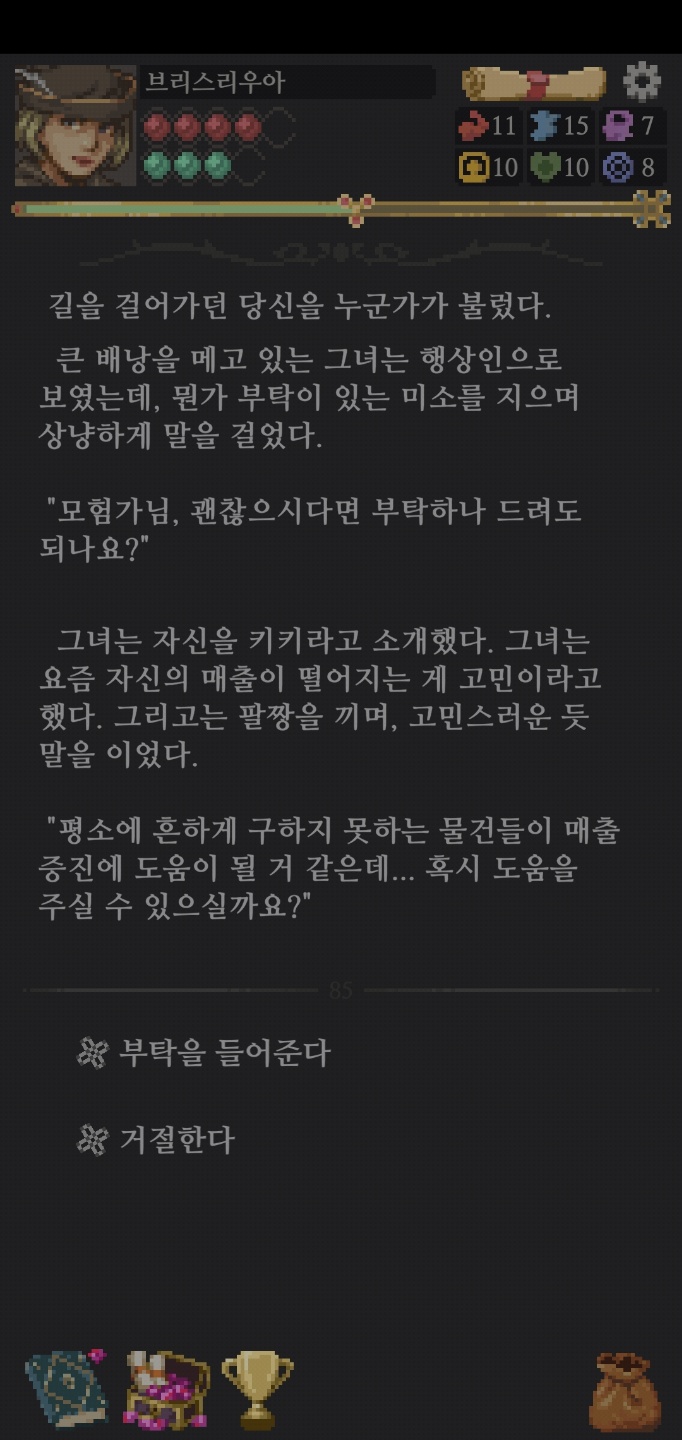 브리스리우아
11 15 7
10 10 8
길을 걸어가던 당신을 누군가가 불렀다.
큰 배낭을 메고 있는 그녀는 행상인으로
보였는데, 뭔가 부탁이 있는 미소를 지으며
상냥하게 말을 걸었다.
"모험가님, 괜찮으시다면 부탁하나 드려도
되나요?"
그녀는 자신을 키키라고 소개했다. 그녀는
요즘 자신의 매출이 떨어지는 게 고민이라고
했다. 그리고는 팔짱을 끼며, 고민스러운 듯
말을 이었다.
"평소에 흔하게 구하지 못하는 물건들이 매출
증진에 도움이 될 거 같은데... 혹시 도움을
주실 수 있으실까요?"
85
부탁을 들어준다
거절한다